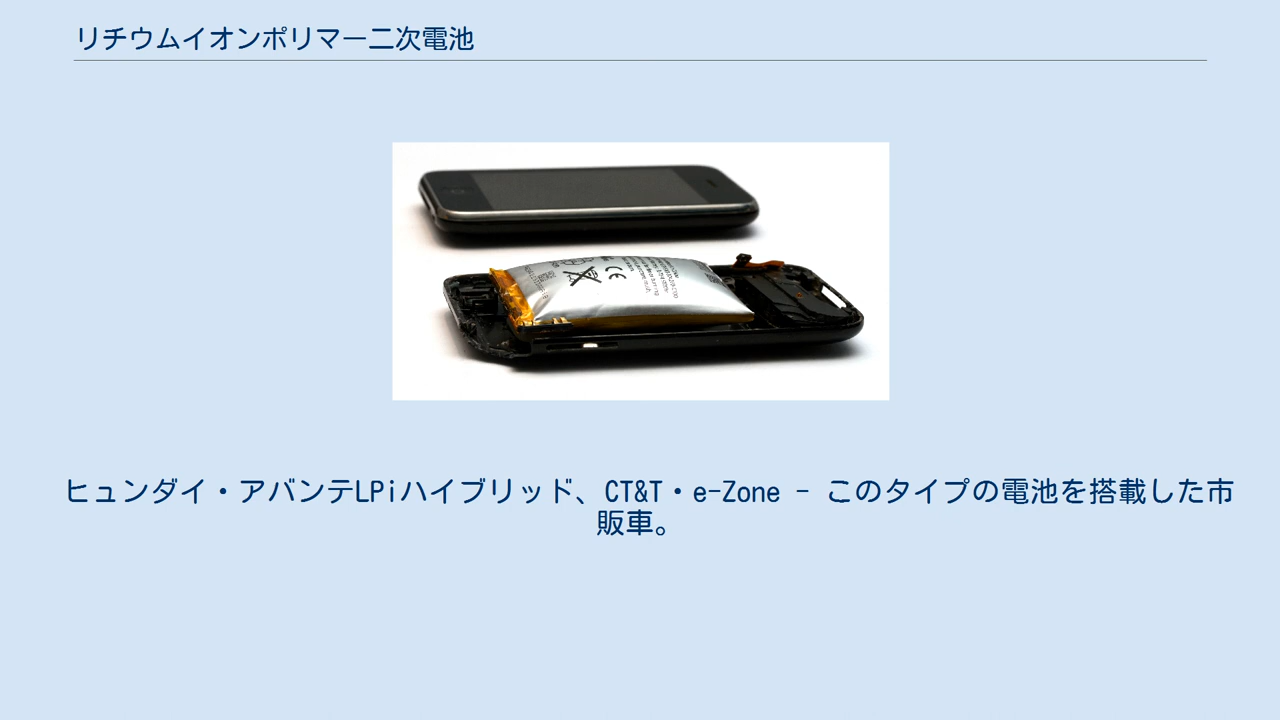 リチウムイオンポリマー二次電池
CE
ヒュンダイ・アバンテLPiハイブリッド、CT&T・e-Zone - このタイプの電池を搭載した市
販車。